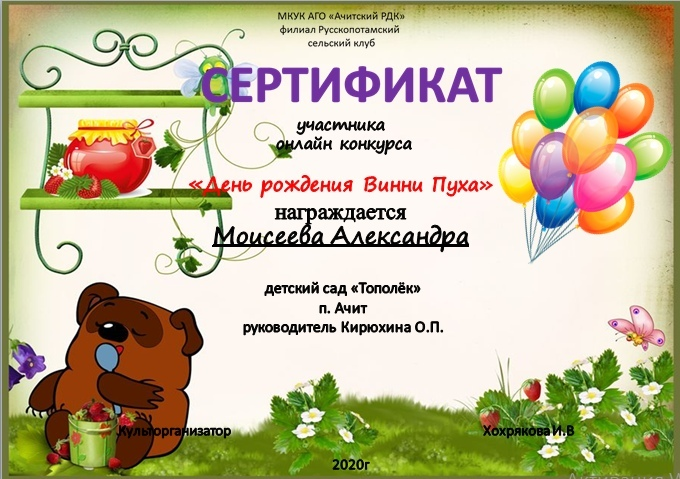 МКУК АГО «Ачитский РДК»
филиал Русскопотамский
сельский клуб
СЕРТИФИКАТ
участника
онлайн конкурса
«День рождения Винни Пуха»
награждается
Моисеева Александра
детский сад «Тополёк»
п. Ачит
руководитель Кирюхина О.П.
.Культорганизатор Хохрякова И.В
2020г